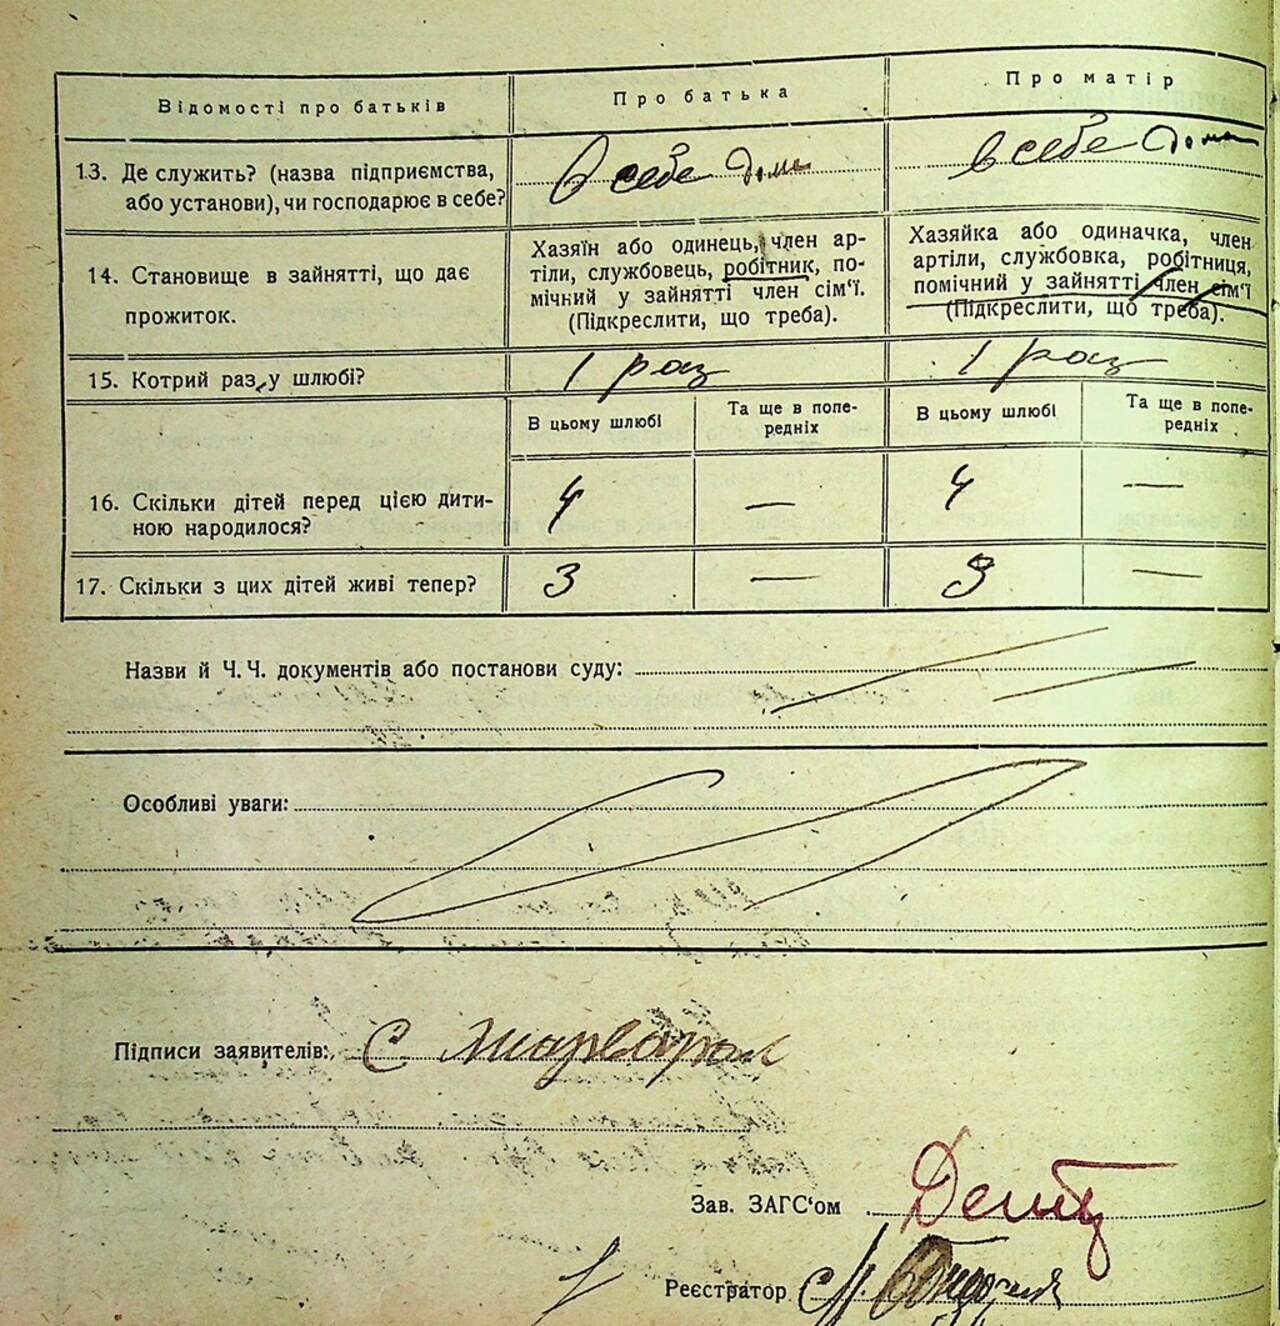 Відомості про батьків
Про батька
Про матір
13. Де служить? (назва підприємства,
або установи), чи господарює в себе?
в себе дома
в себе дома
14. Становище в зайнятті, що дає
прожиток.
Хазяїн або одинець, член ар-
тіли, службовець, робітник, по-
мічний у зайнятті член сім'ї.
(Підкреслити, що треба).
Хазяйка або одиначка, член
артіли, службовка, робітниця,
помічний у зайнятті член сім'ї
(Підкреслити, що треба).
15. Котрий раз у шлюбі?
1 раз
1 раз
В цьому шлюбі
Та ще в попе-
редніх
В цьому шлюбі
Та ще в попе-
редніх
16. Скільки дітей перед цією дити-
ною народилося?
4
—
4
—
17. Скільки з цих дітей живі тепер?
3
—
3
—
Назви й Ч. Ч. документів або постанови суду:
Особливі уваги:
Підписи заявителів:
С
Зав. ЗАГС'ом
Реєстратор